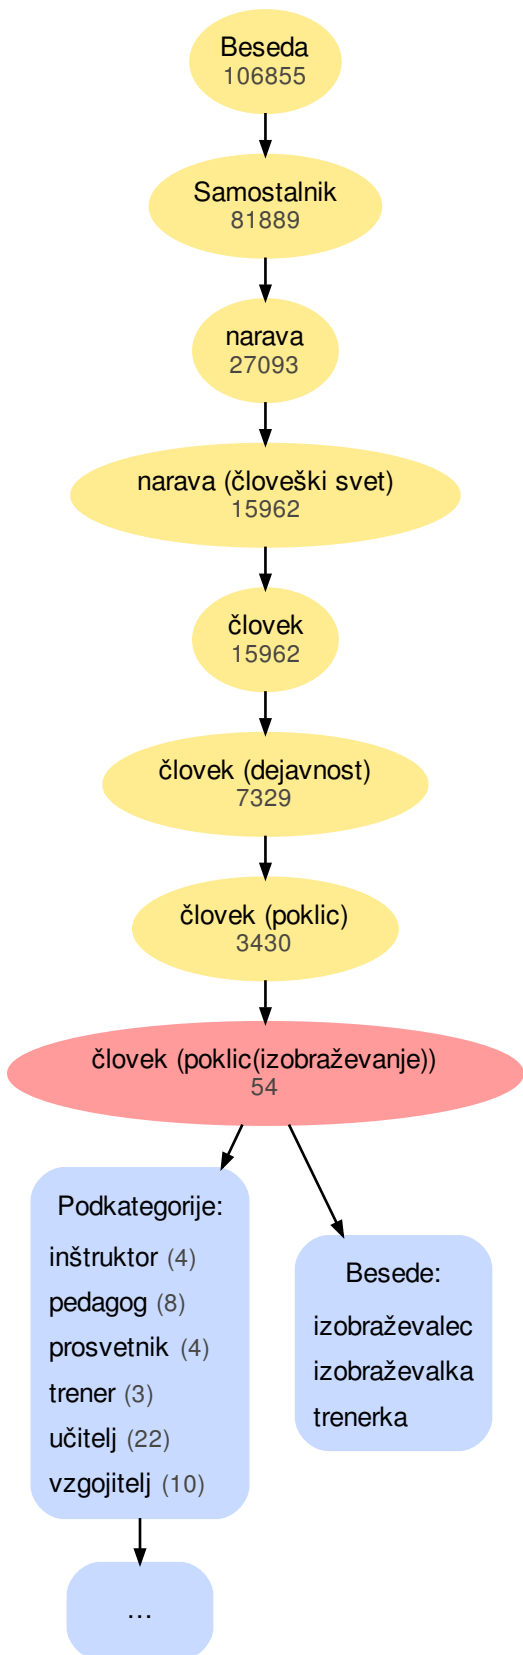 Beseda
106855
Samostalnik
81889
narava
27093
narava (človeški svet)
15962
človek
15962
človek (dejavnost)
7329
človek (poklic)
3430
človek (poklic(izobraževanje))
54
Podkategorije:
inštruktor (4)
pedagog (8)
prosvetnik (4)
trener (3)
učitelj (22)
vzgojitelj (10)
Besede:
izobraževalec
izobraževalka
trenerka
...